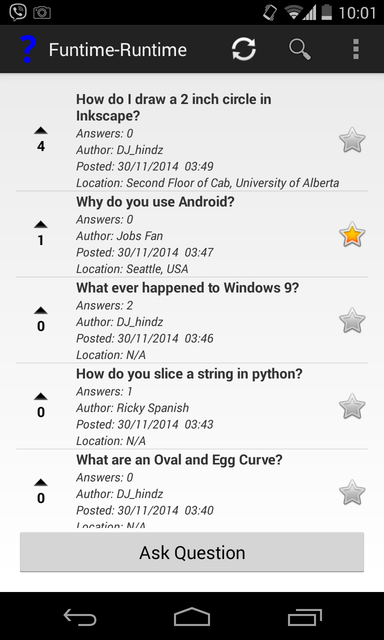 10:01
? Funtime-Runtime
How do I draw a 2 inch circle in
Inkscape?
Answers: 0
4
Author: DJ_hindz
Posted: 30/11/2014 03:49
Location: Second Floor of Cab, University of Alberta
Why do you use Android?
Answers: 0
1
Author: Jobs Fan
Posted: 30/11/2014 03:47
Location: Seattle, USA
What ever happened to Windows 9?
Answers: 2
0
Author: DJ_hindz
Posted: 30/11/2014 03:46
Location: N/A
How do you slice a string in python?
Answers: 1
0
Author: Ricky Spanish
Posted: 30/11/2014 03:43
Location: N/A
What are an Oval and Egg Curve?
Answers: 0
0
Author: DJ_hindz
Posted: 30/11/2014 03:40
Location: N/A
Ask Question